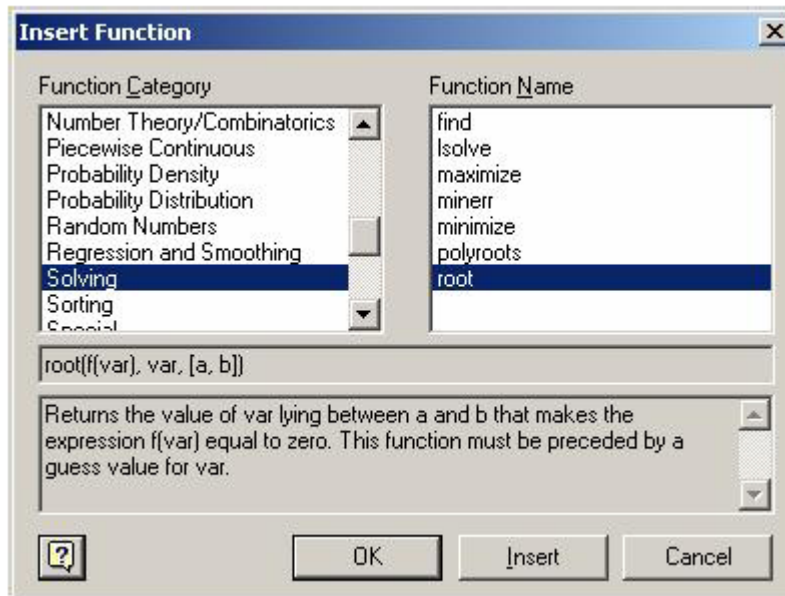 Insert Function
Function Category
Number Theory/Combinatorics
Piecewise Continuous
Probability Density
Probability Distribution
Random Numbers
Regression and Smoothing
Solving
Sorting
Special
Function Name
find
lsolve
maximize
minerr
minimize
polyroots
root
root(f(var), var, [a, b])
Returns the value of var lying between a and b that makes the
expression f(var) equal to zero. This function must be preceded by a
guess value for var.
?
OK
Insert
Cancel